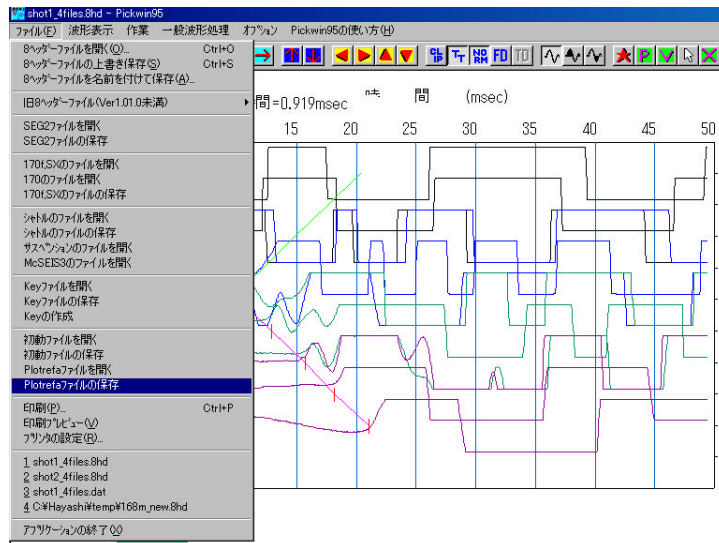 shot1_4files.8hd - Pickwin95
ファイル(F) 波形表示 作業 一般波形処理 オプション Pickwin95の使い方(H)
8ヘッダーファイルを開く(O)... Ctrl+O
8ヘッダーファイルの上書き保存(S) Ctrl+S
8ヘッダーファイルを名前を付けて保存(A)...
旧8ヘッダーファイル(Ver1.01.0未満)
SEG2ファイルを開く
SEG2ファイルの保存
170f,SXのファイルを開く
170のファイルを開く
170f,SXのファイルの保存
シャトルのファイルを開く
シャトルのファイルの保存
サスペンションのファイルを開く
McSEIS3のファイルを開く
Keyファイルを開く
Keyファイルの保存
Keyの作成
初動ファイルを開く
初動ファイルの保存
Plotrefaファイルを開く
Plotrefaファイルの保存
印刷(P)... Ctrl+P
印刷プレビュー(V)
プリンタの設定(R)...
1 shot1_4files.8hd
2 shot2_4files.8hd
3 shot1_4files.dat
4 C:¥Hayashi¥temp¥168m_new.8hd
アプリケーションの終了(X)
CLIP TT NORM FD TD P
間=0.919msec 時 間 (msec)
15 20 25 30 35 40 45 50